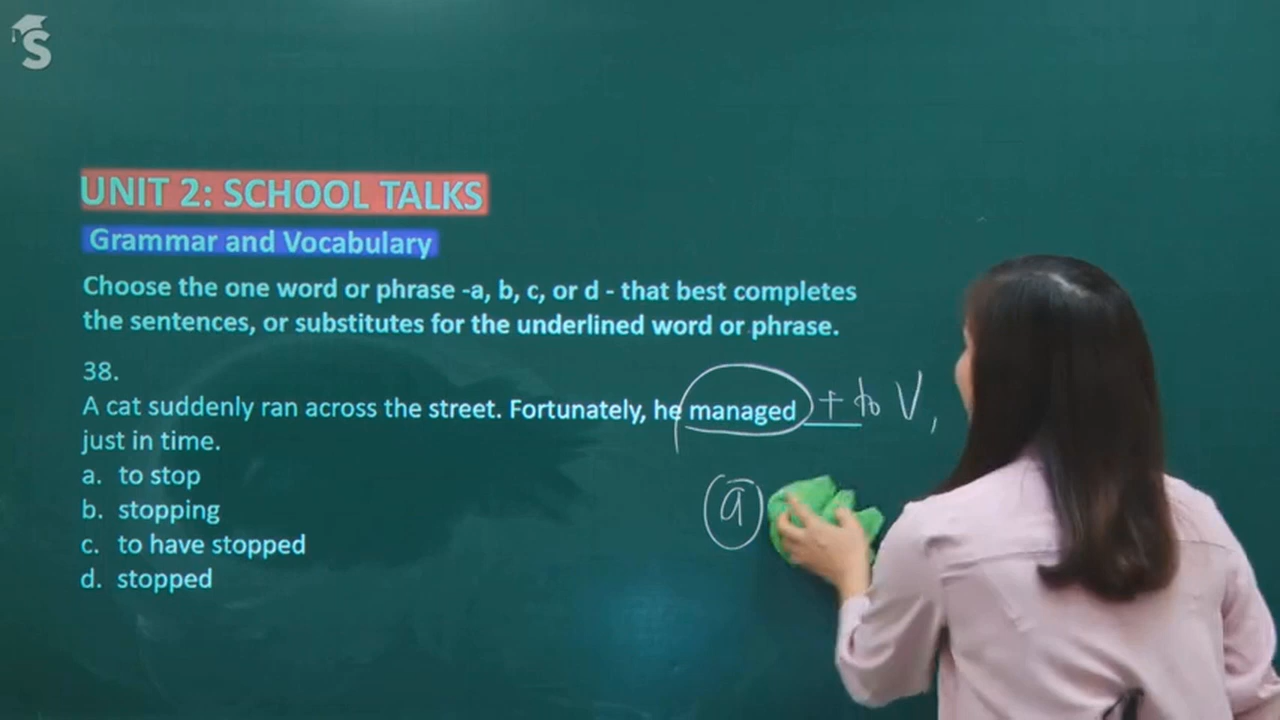 S
UNIT 2: SCHOOL TALKS
Grammar and Vocabulary
Choose the one word or phrase -a, b, c, or d - that best completes
the sentences, or substitutes for the underlined word or phrase.
38.
A cat suddenly ran across the street. Fortunately, he managed ____ + to V,
just in time.
a. to stop
b. stopping
a
c. to have stopped
d. stopped